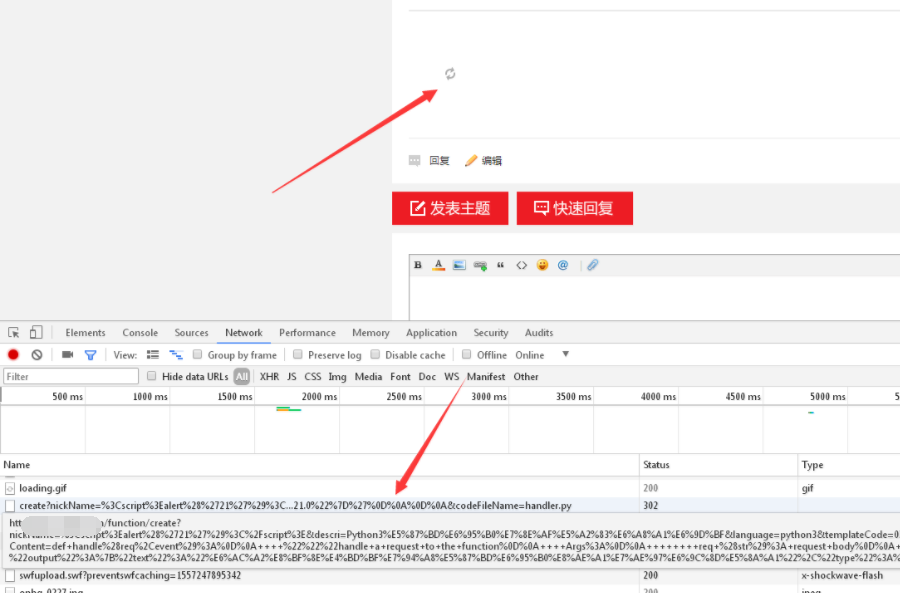 回复 编辑
发表主题 快速回复
B A “ <> @
Elements Console Sources Network Performance Memory Application Security Audits
View: Group by frame Preserve log Disable cache Offline Online ▼
Filter Hide data URLs All XHR JS CSS Img Media Font Doc WS Manifest Other
500 ms 1000 ms 1500 ms 2000 ms 2500 ms 3000 ms 3500 ms 4000 ms 4500 ms 5000 ms 5
Name Status Type
loading.gif 200 gif
create?nickName=%3Cscript%3Ealert%28%2721%27%29%3C...21.0%22%7D%27%0D%0A%0D%0A&codeFileName=handler.py 302
/function/create?
nickName=%3Cscript%3Ealert%28%2721%27%29%3C%2Fscript%3E&descri=Python3%E5%87%BD%E6%95%B0%E7%8E%AF%E5%A2%83%E6%A8%A1%E6%9D%BF&language=python3&templateCode=0
Content=def+handle%28req%2Cevent%29%3A%0D%0A++++%22%22%22handle+a+request+to+the+function%0D%0A++++Args%3A%0D%0A++++++++req+%28str%29%3A+request+body%0D%0A+
%22output%22%3A%7B%22text%22%3A%22%E6%AC%A2%E8%BF%8E%E4%BD%BF%E7%94%A8%E5%87%BD%E6%95%B0%E8%AE%A1%E7%AE%97%E6%9C%8D%E5%8A%A1%22%2C%22type%22%3A%
swfupload.swf?preventswfcaching=1557247895342 200 x-shockwave-flash
200